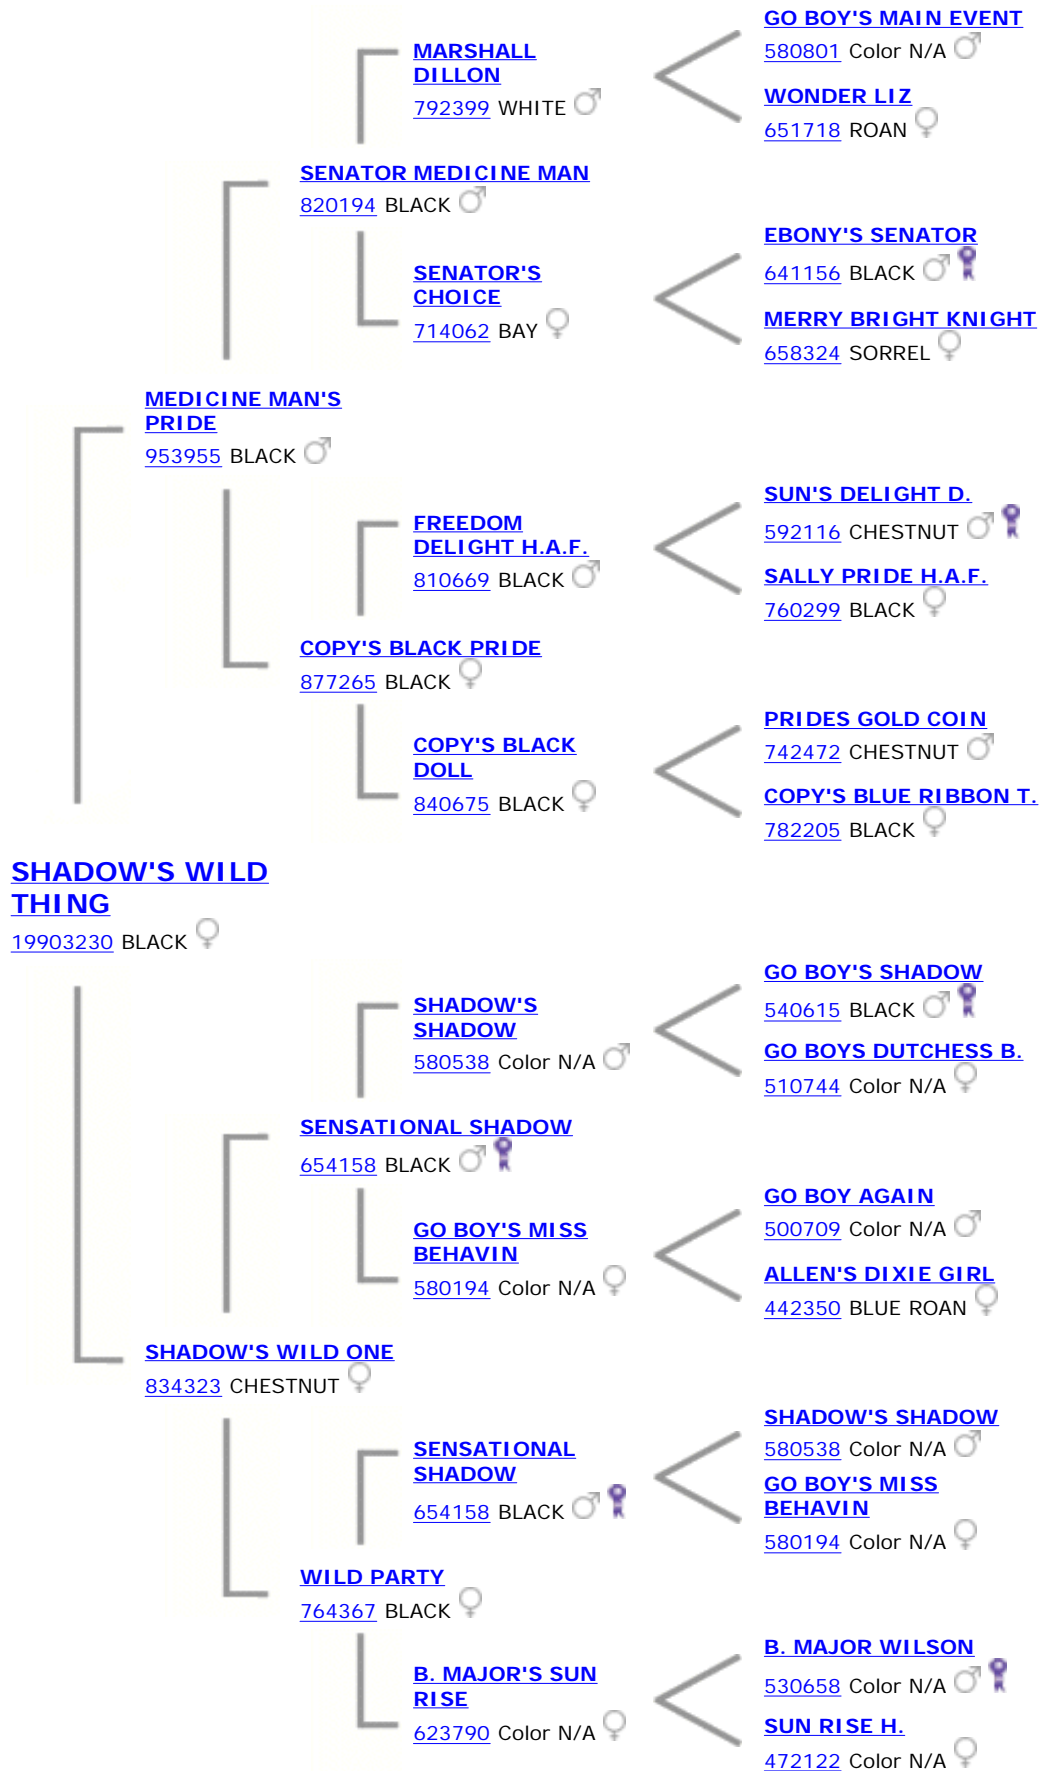 GO BOY'S MAIN EVENT
580801 Color N/A
MARSHALL
DILLON
792399 WHITE
WONDER LIZ
651718 ROAN
SENATOR MEDICINE MAN
820194 BLACK
EBONY'S SENATOR
641156 BLACK
SENATOR'S
CHOICE
714062 BAY
MERRY BRIGHT KNIGHT
658324 SORREL
MEDICINE MAN'S
PRIDE
953955 BLACK
SUN'S DELIGHT D.
592116 CHESTNUT
FREEDOM
DELIGHT H.A.F.
810669 BLACK
SALLY PRIDE H.A.F.
760299 BLACK
COPY'S BLACK PRIDE
877265 BLACK
PRIDES GOLD COIN
742472 CHESTNUT
COPY'S BLACK
DOLL
840675 BLACK
COPY'S BLUE RIBBON T.
782205 BLACK
SHADOW'S WILD
THING
19903230 BLACK
GO BOY'S SHADOW
540615 BLACK
SHADOW'S
SHADOW
580538 Color N/A
GO BOYS DUTCHESS B.
510744 Color N/A
SENSATIONAL SHADOW
654158 BLACK
GO BOY AGAIN
500709 Color N/A
GO BOY'S MISS
BEHAVIN
580194 Color N/A
ALLEN'S DIXIE GIRL
442350 BLUE ROAN
SHADOW'S WILD ONE
834323 CHESTNUT
SHADOW'S SHADOW
580538 Color N/A
SENSATIONAL
SHADOW
654158 BLACK
GO BOY'S MISS
BEHAVIN
580194 Color N/A
WILD PARTY
764367 BLACK
B. MAJOR WILSON
530658 Color N/A
B. MAJOR'S SUN
RISE
623790 Color N/A
SUN RISE H.
472122 Color N/A